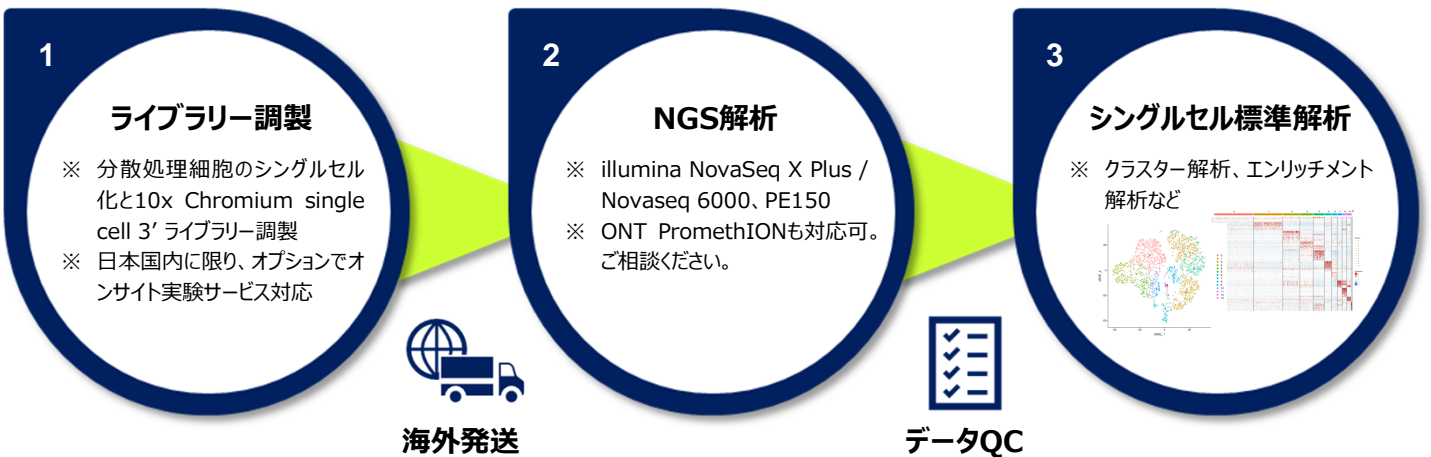 1
ライブラリー調製
※ 分散処理細胞のシングルセル
化と10x Chromium single
cell 3′ ライブラリー調製
※ 日本国内に限り、オプションでオ
ンサイト実験サービス対応
海外発送
2
NGS解析
※ illumina NovaSeq X Plus /
Novaseq 6000、PE150
※ ONT PromethIONも対応可。
ご相談ください。
データQC
3
シングルセル標準解析
※ クラスター解析、エンリッチメント
解析など